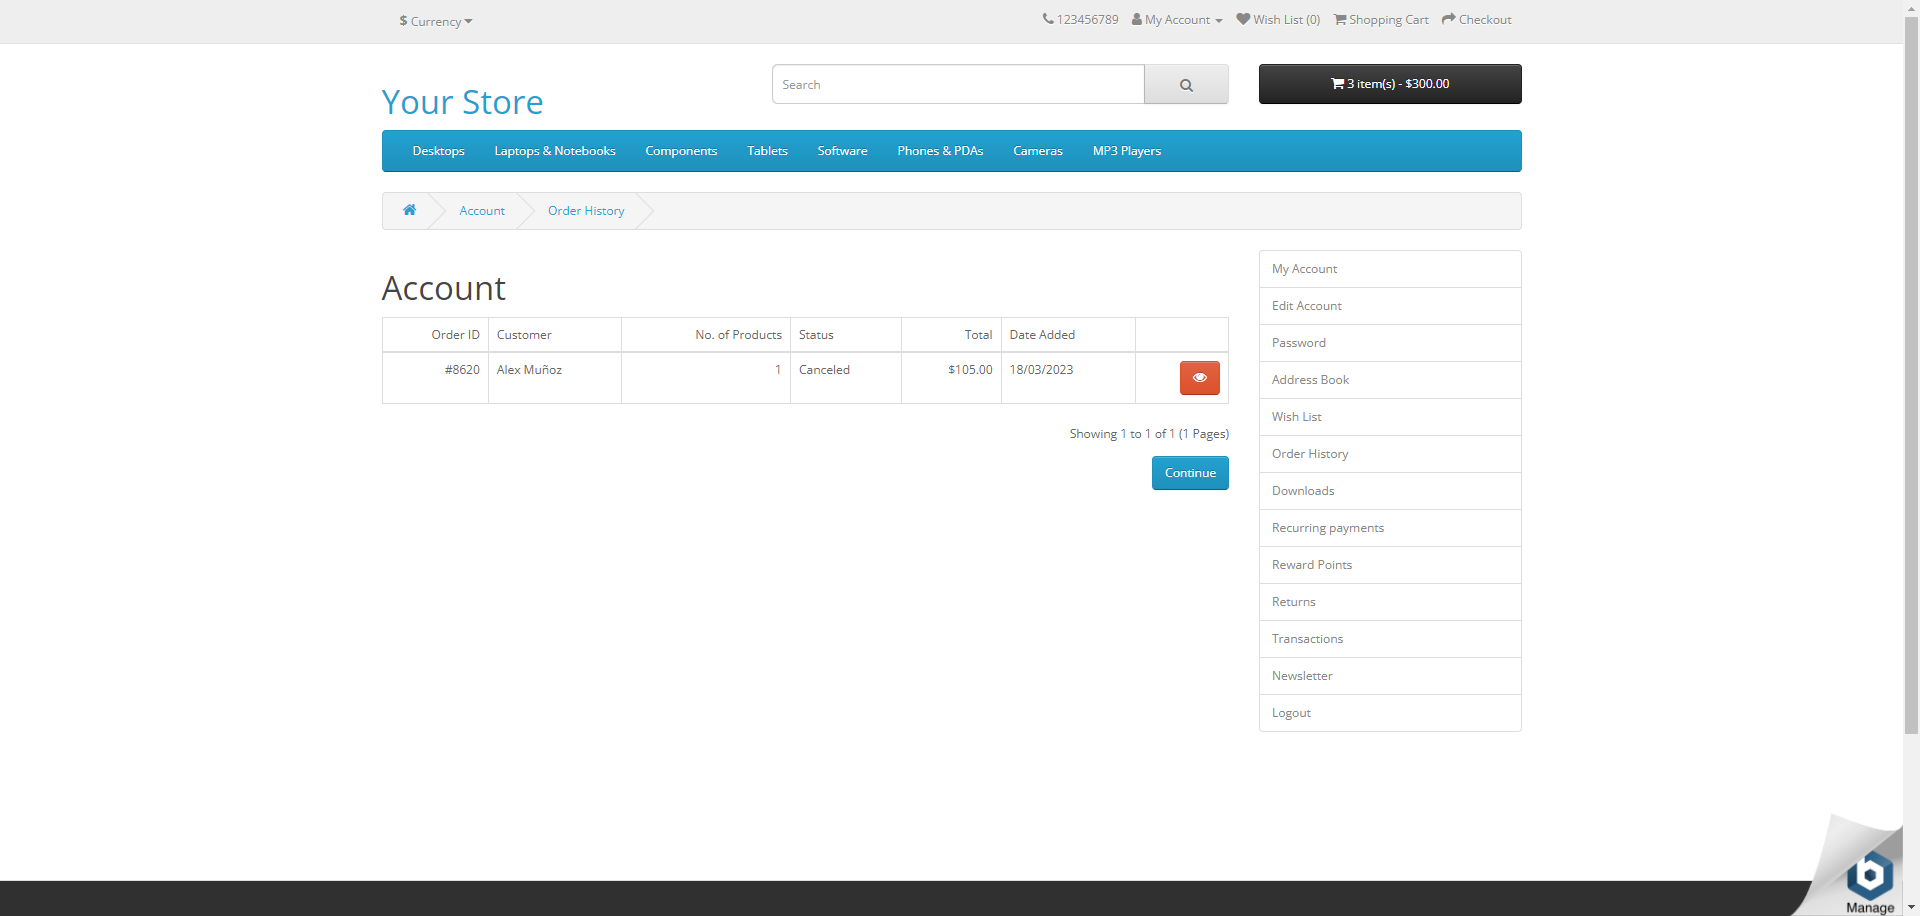 $ Currency
123456789 My Account Wish List (0) Shopping Cart Checkout
Your Store
Search
3 item(s) - $300.00
Desktops Laptops & Notebooks Components Tablets Software Phones & PDAs Cameras MP3 Players
Account Order History
Account
Order ID Customer No. of Products Status Total Date Added
#8620 Alex Muñoz 1 Canceled $105.00 18/03/2023
Showing 1 to 1 of 1 (1 Pages)
Continue
My Account
Edit Account
Password
Address Book
Wish List
Order History
Downloads
Recurring payments
Reward Points
Returns
Transactions
Newsletter
Logout
Manage